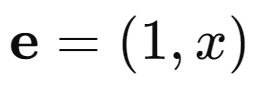 e = (1, x)